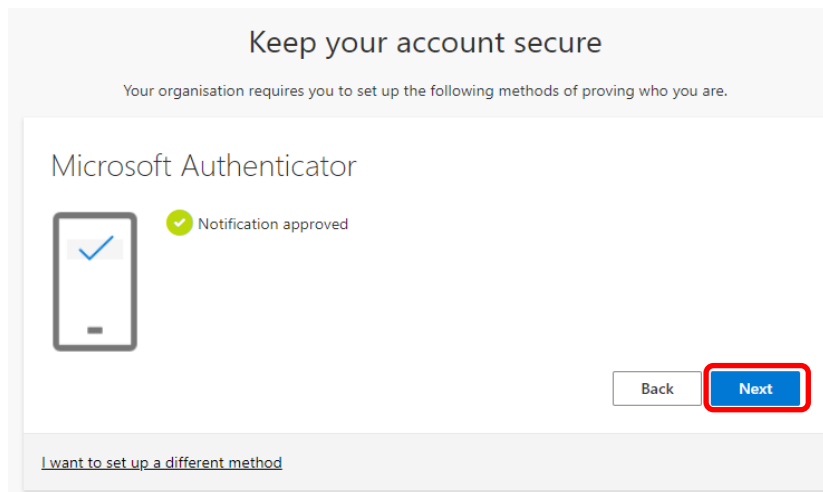 Keep your account secure
Your organisation requires you to set up the following methods of proving who you are.
Microsoft Authenticator
Notification approved
Back
Next
I want to set up a different method